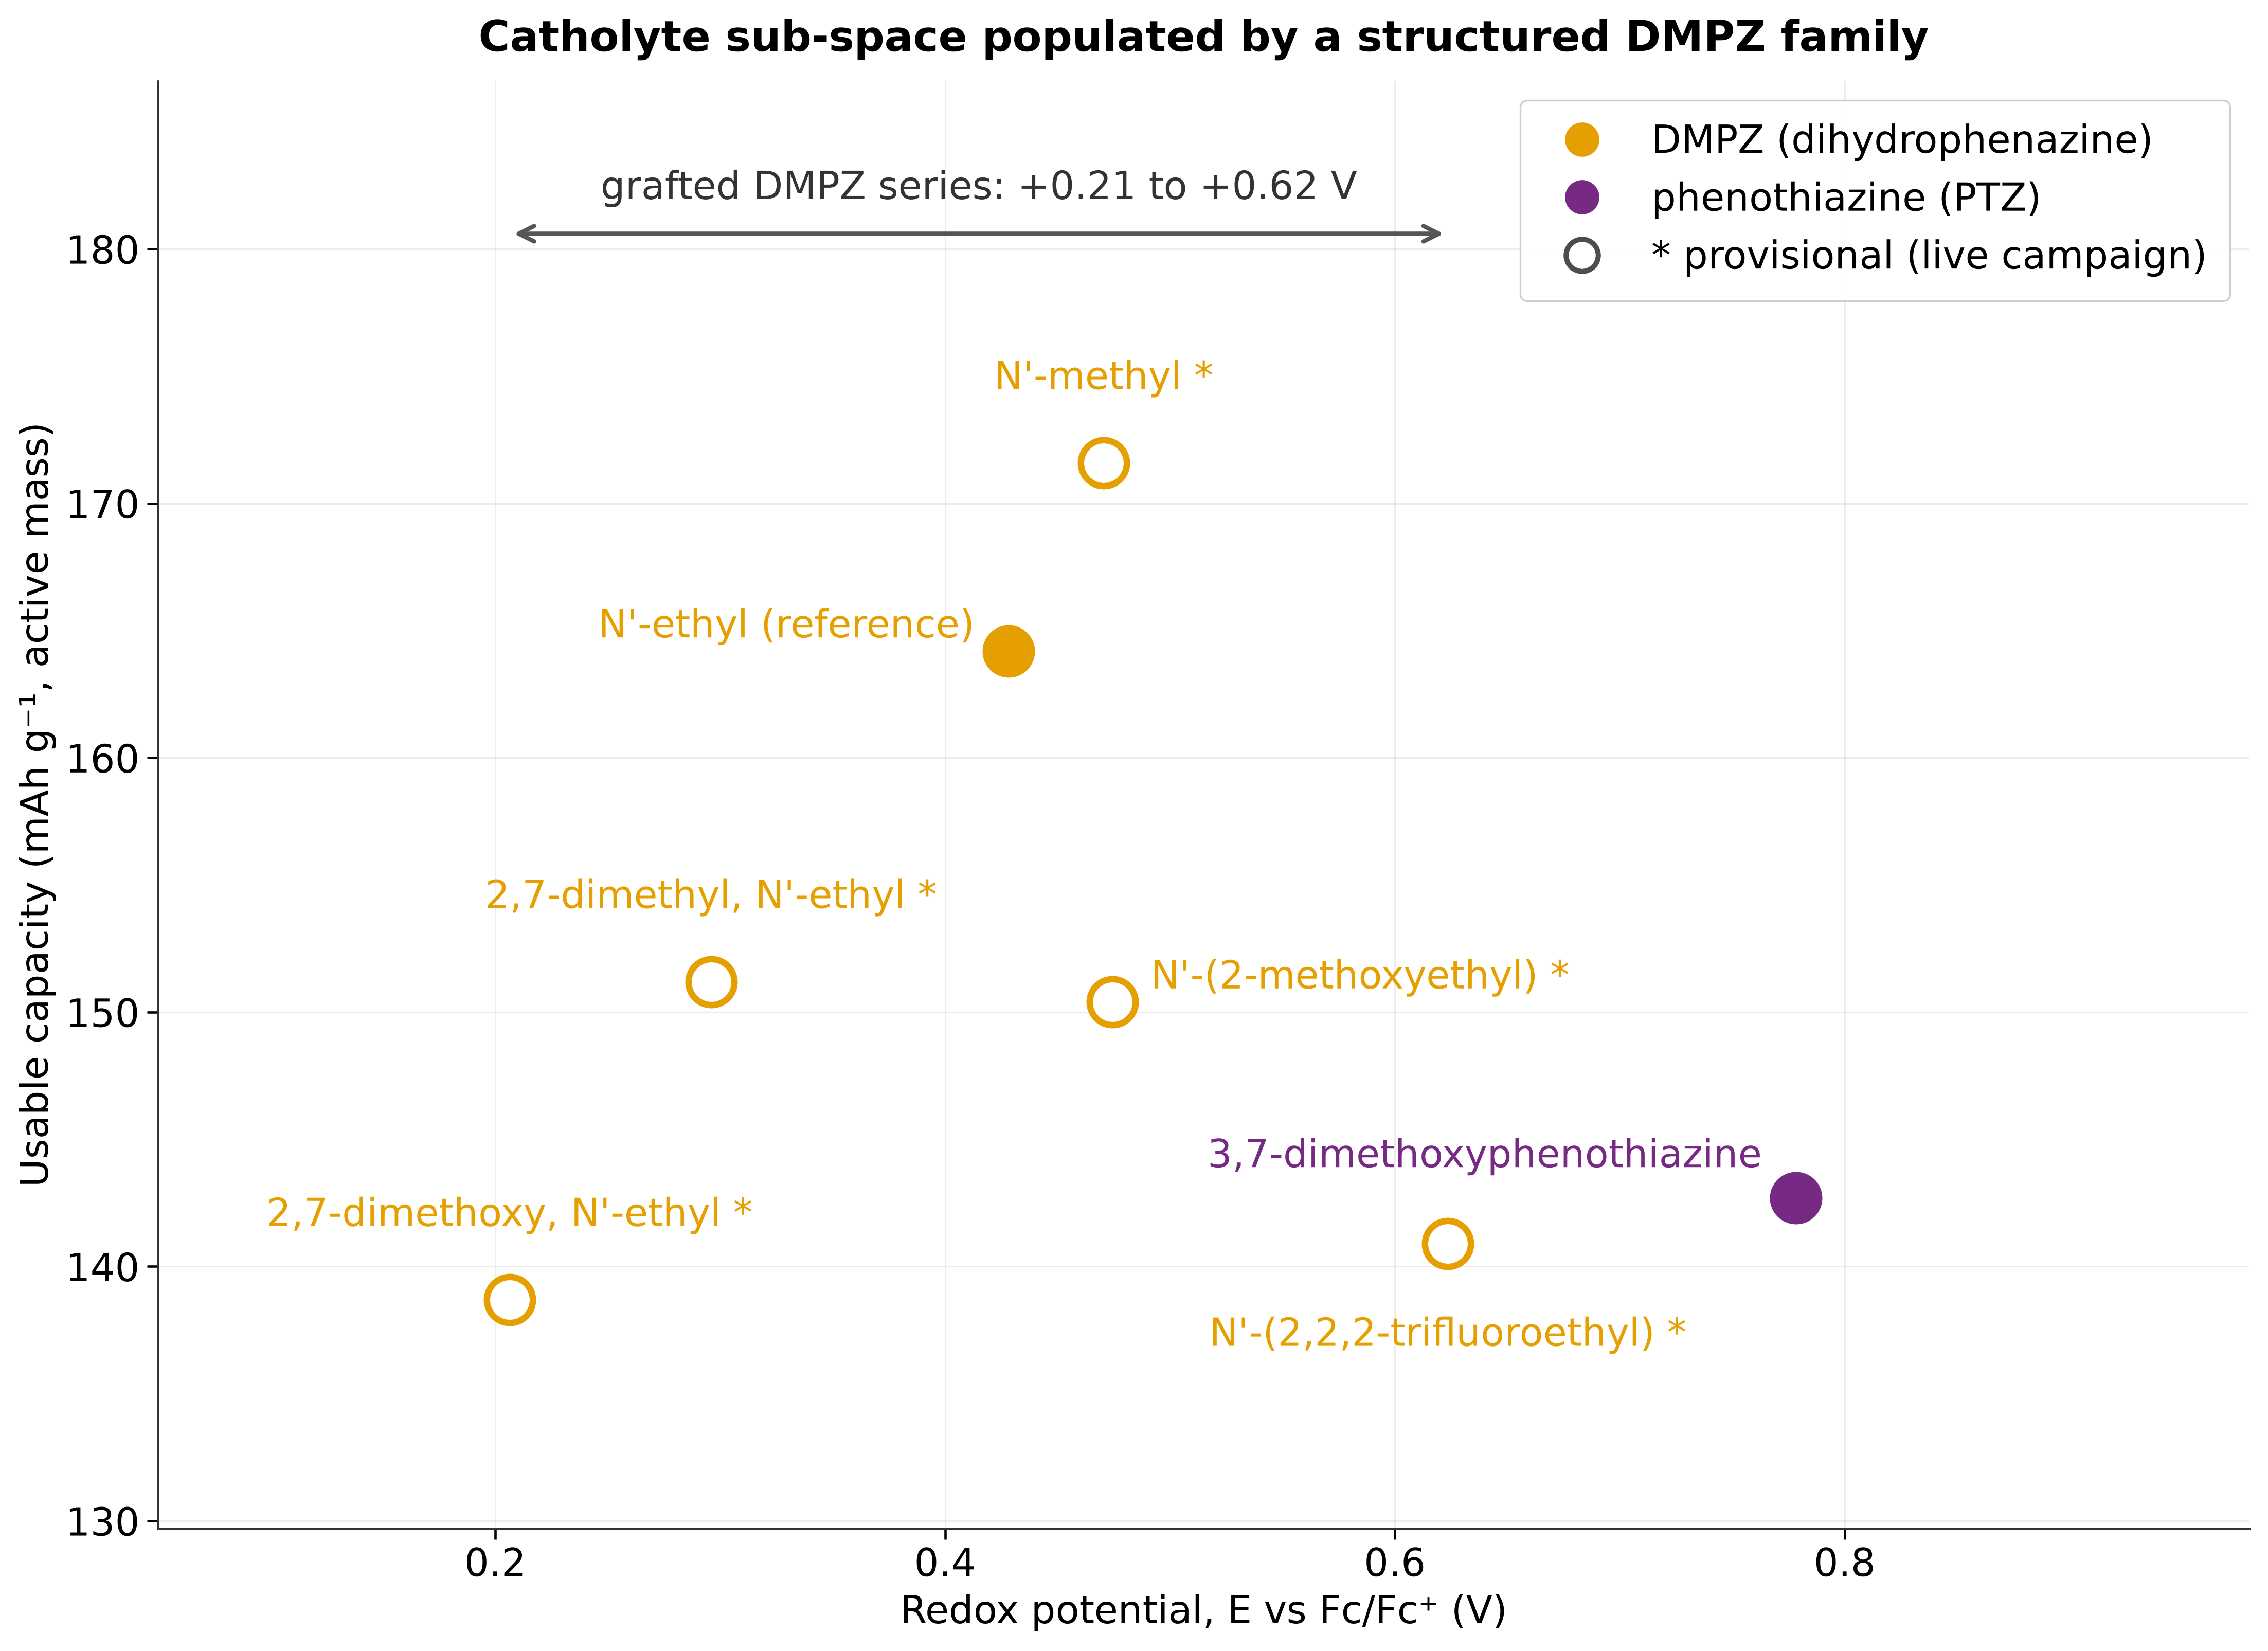 Catholyte sub-space populated by a structured DMPZ family
DMPZ (dihydrophenazine)
phenothiazine (PTZ)
* provisional (live campaign)
grafted DMPZ series: +0.21 to +0.62 V
N'-methyl *
N'-ethyl (reference)
2,7-dimethyl, N'-ethyl *
N'-(2-methoxyethyl) *
3,7-dimethoxyphenothiazine
2,7-dimethoxy, N'-ethyl *
N'-(2,2,2-trifluoroethyl) *
Usable capacity (mAh g⁻¹, active mass)
180
170
160
150
140
130
0.2
0.4
0.6
0.8
Redox potential, E vs Fc/Fc⁺ (V)